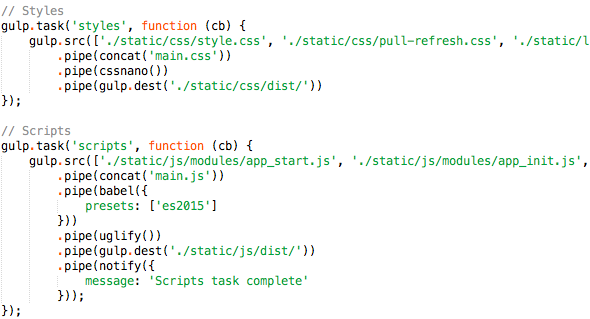 // Styles
gulp.task('styles', function (cb) {
    gulp.src(['./static/css/style.css', './static/css/pull-refresh.css', './static/l
        .pipe(concat('main.css'))
        .pipe(cssnano())
        .pipe(gulp.dest('./static/css/dist/'))
});

// Scripts
gulp.task('scripts', function (cb) {
    gulp.src(['./static/js/modules/app_start.js', './static/js/modules/app_init.js',
        .pipe(concat('main.js'))
        .pipe(babel({
            presets: ['es2015']
        }))
        .pipe(uglify())
        .pipe(gulp.dest('./static/js/dist/'))
        .pipe(notify({
            message: 'Scripts task complete'
        }));
});